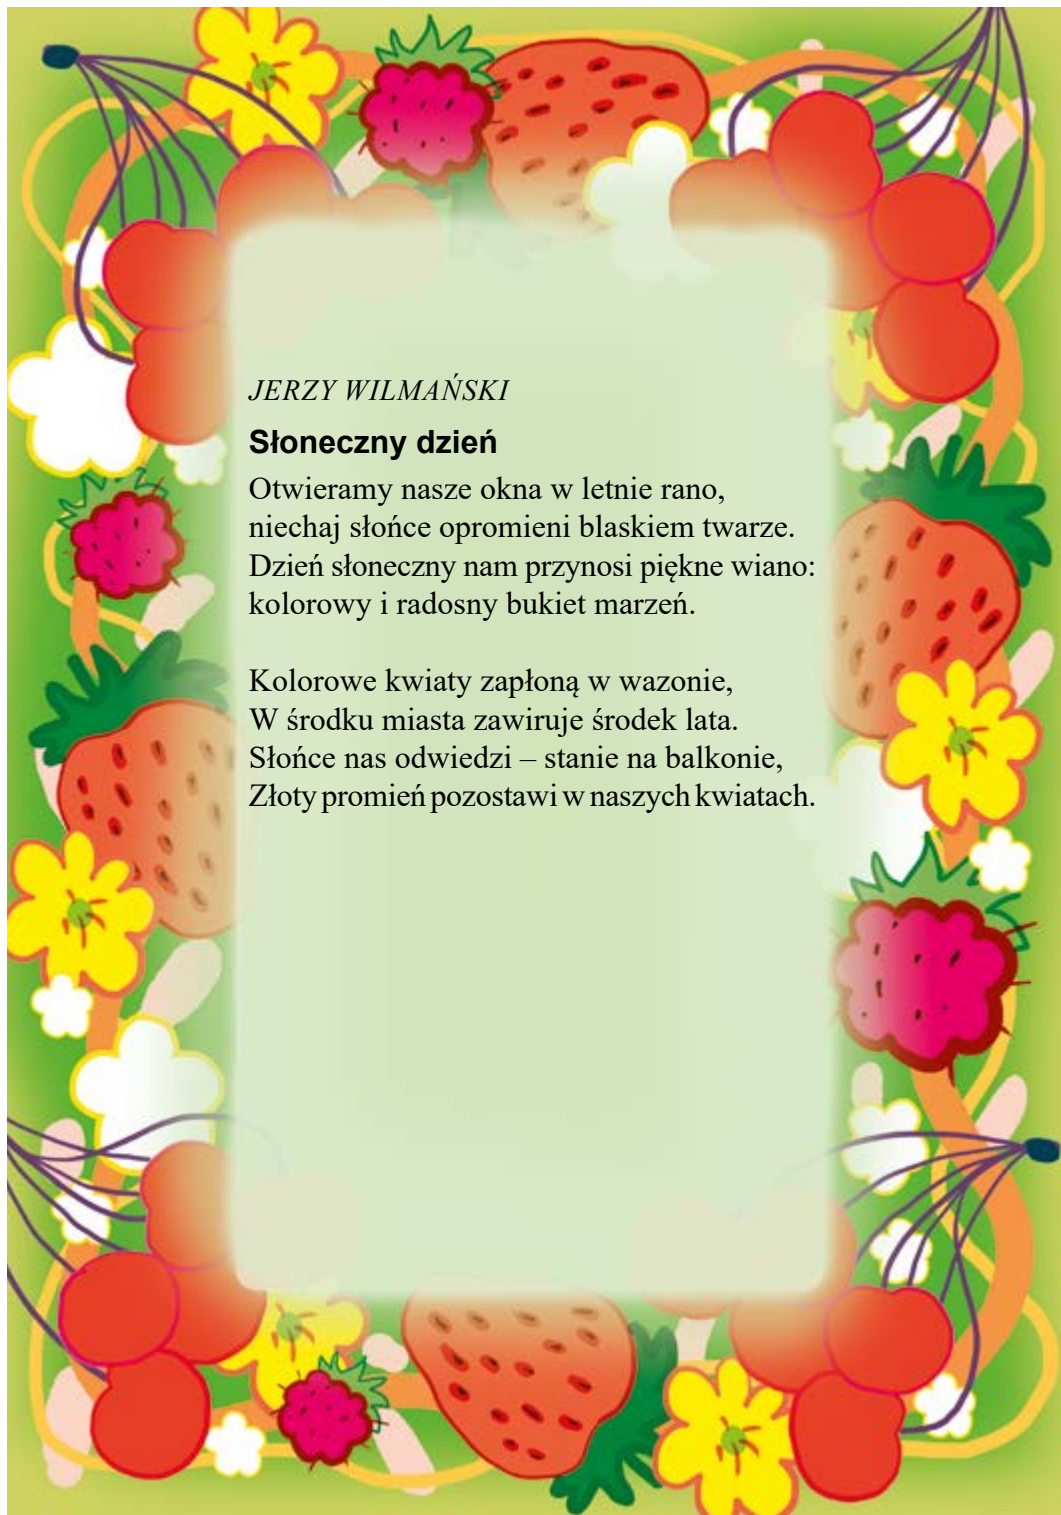 JERZY WILMAŃSKI
Słoneczny dzień
Otwieramy nasze okna w letnie rano,
niechaj słońce opromieni blaskiem twarze.
Dzień słoneczny nam przynosi piękne wiano:
kolorowy i radosny bukiet marzeń.
Kolorowe kwiaty zapłoną w wazonie,
W środku miasta zawiruje środek lata.
Słońce nas odwiedzi – stanie na balkonie,
Złoty promień pozostawi w naszych kwiatach.